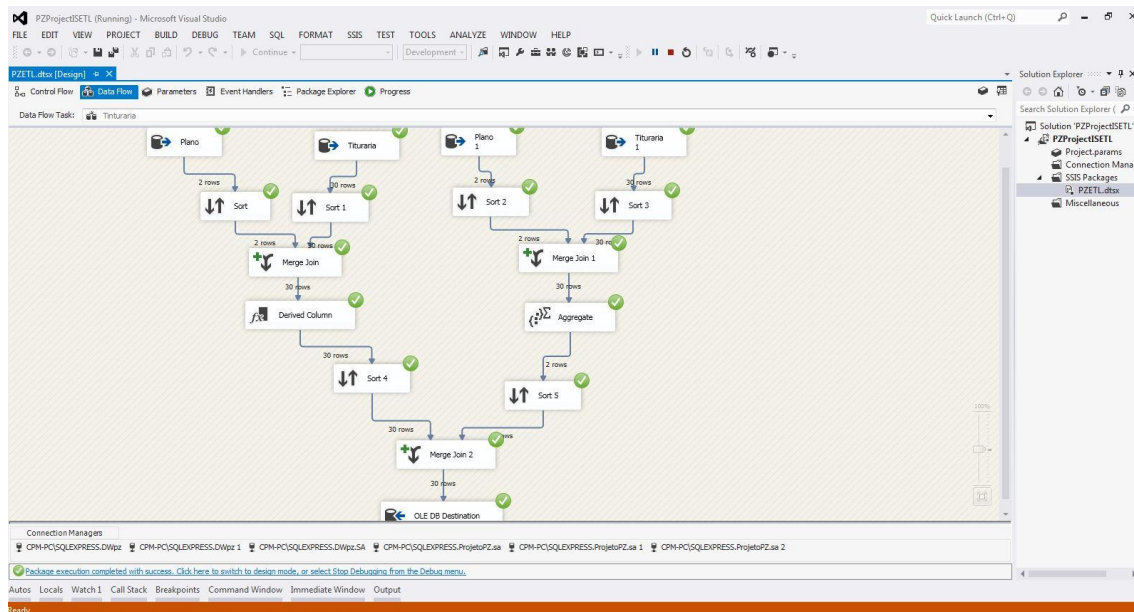 PZProjectISETL (Running) - Microsoft Visual Studio
Quick Launch (Ctrl+Q)
FILE EDIT VIEW PROJECT BUILD DEBUG TEAM SQL FORMAT SSIS TEST TOOLS ANALYZE WINDOW HELP
Continue
Development
PZETL.dtsx [Design]
Control Flow Data Flow Parameters Event Handlers Package Explorer Progress
Data Flow Task: Tinturaria
Plano
Tituraria
Plano
1
Tituraria
1
2 rows
30 rows
2 rows
30 rows
Sort
Sort 1
Sort 2
Sort 3
2 rows
30 rows
2 rows
30
Merge Join
Merge Join 1
30 rows
30 rows
Derived Column
Aggregate
30 rows
2 rows
Sort 4
Sort 5
100%
30 rows
Merge Join 2
30 rows
OLE DB Destination
Connection Managers
CPM-PC\SQLEXPRESS.DWpz CPM-PC\SQLEXPRESS.DWpz 1 CPM-PC\SQLEXPRESS.DWpz.SA CPM-PC\SQLEXPRESS.ProjetoPZ.sa CPM-PC\SQLEXPRESS.ProjetoPZ.sa 1 CPM-PC\SQLEXPRESS.ProjetoPZ.sa 2
Package execution completed with success. Click here to switch to design mode, or select Stop Debugging from the Debug menu.
Autos Locals Watch 1 Call Stack Breakpoints Command Window Immediate Window Output
Ready
Solution Explorer
Search Solution Explorer (
Solution 'PZProjectISETL'
PZProjectISETL
Project.params
Connection Mana
SSIS Packages
PZETL.dtsx
Miscellaneous